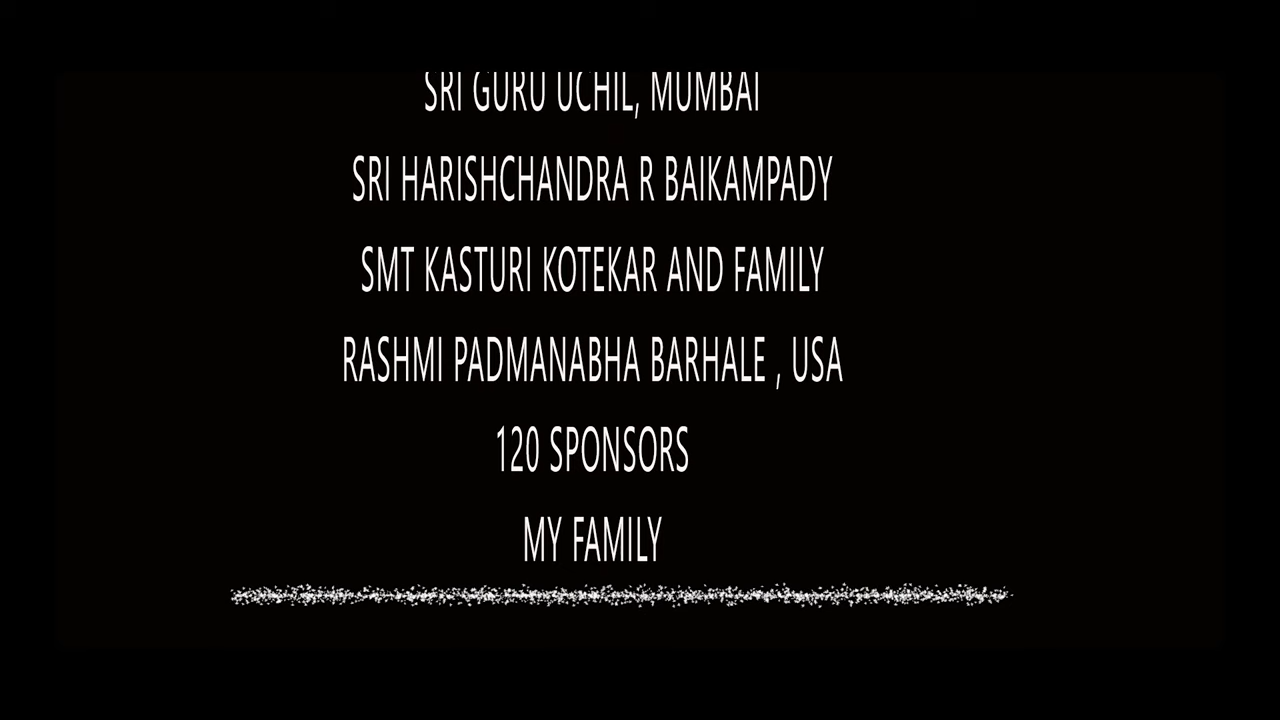 SRI GURU UCHIL, MUMBAI
SRI HARISHCHANDRA R BAIKAMPADY
SMT KASTURI KOTEKAR AND FAMILY
RASHMI PADMANABHA BARHALE , USA
120 SPONSORS
MY FAMILY